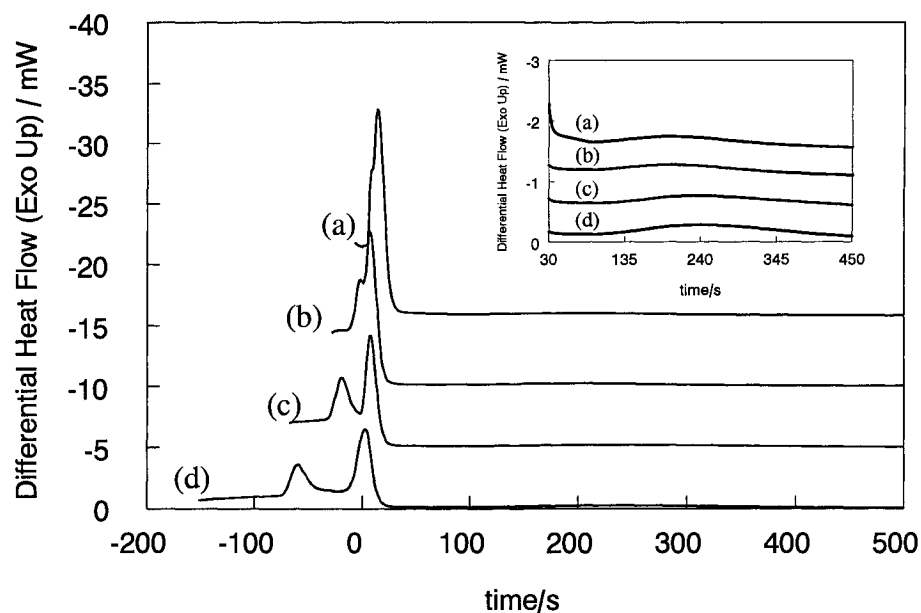 Differential Heat Flow (Exo Up) / mW
-40
-35
-30
-25
-20
-15
-10
-5
0
(a)
(b)
(c)
(d)
-200 -100 0 100 200 300 400 500
time/s
Differential Heat Flow (Exo Up) / mW
-3
-2
-1
0
(a)
(b)
(c)
(d)
30 135 240 345 450
time/s